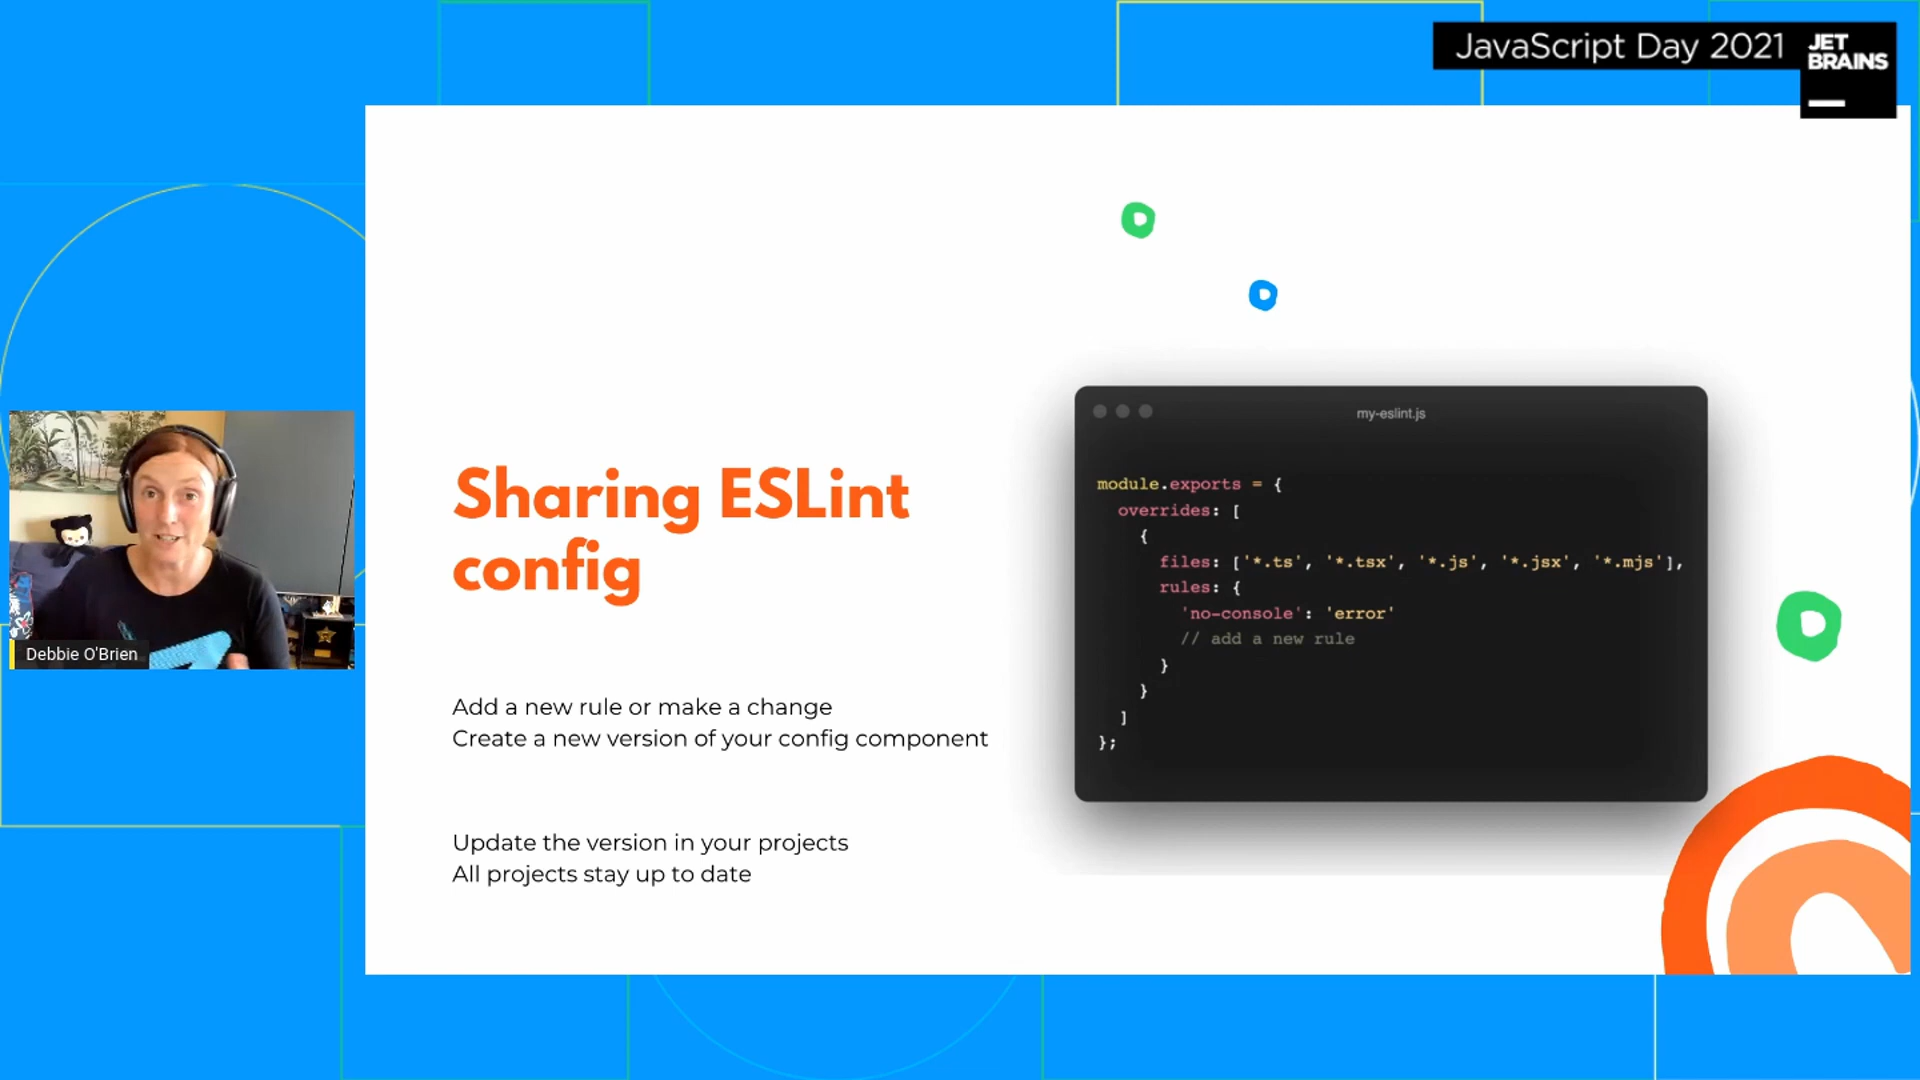 JavaScript Day 2021
JET
BRAINS
Debbie O'Brien
Sharing ESLint
config
Add a new rule or make a change
Create a new version of your config component
Update the version in your projects
All projects stay up to date
my-eslint.js
module.exports = {
  overrides: [
    {
      files: ['*.ts', '*.tsx', '*.js', '*.jsx', '*.mjs'],
      rules: {
        'no-console': 'error'
        // add a new rule
      }
    }
  ]
};